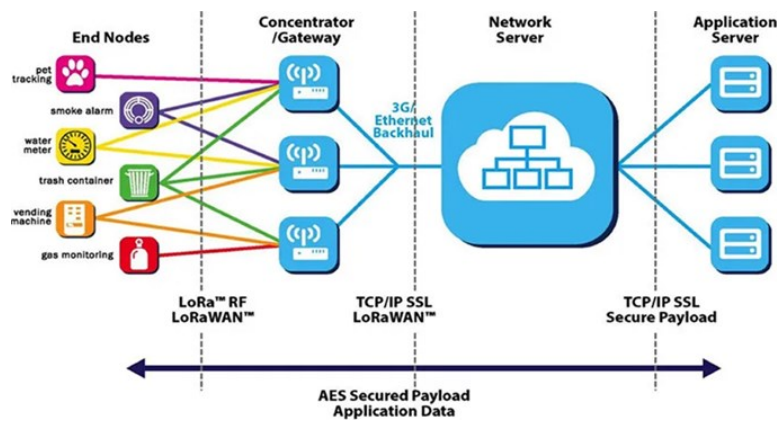 End Nodes
Concentrator
/Gateway
Network
Server
Application
Server
pet
tracking
smoke alarm
water
meter
trash container
vending
machine
gas monitoring
3G/
Ethernet
Backhaul
LoRa™ RF
LoRaWAN™
TCP/IP SSL
LoRaWAN™
TCP/IP SSL
Secure Payload
AES Secured Payload
Application Data